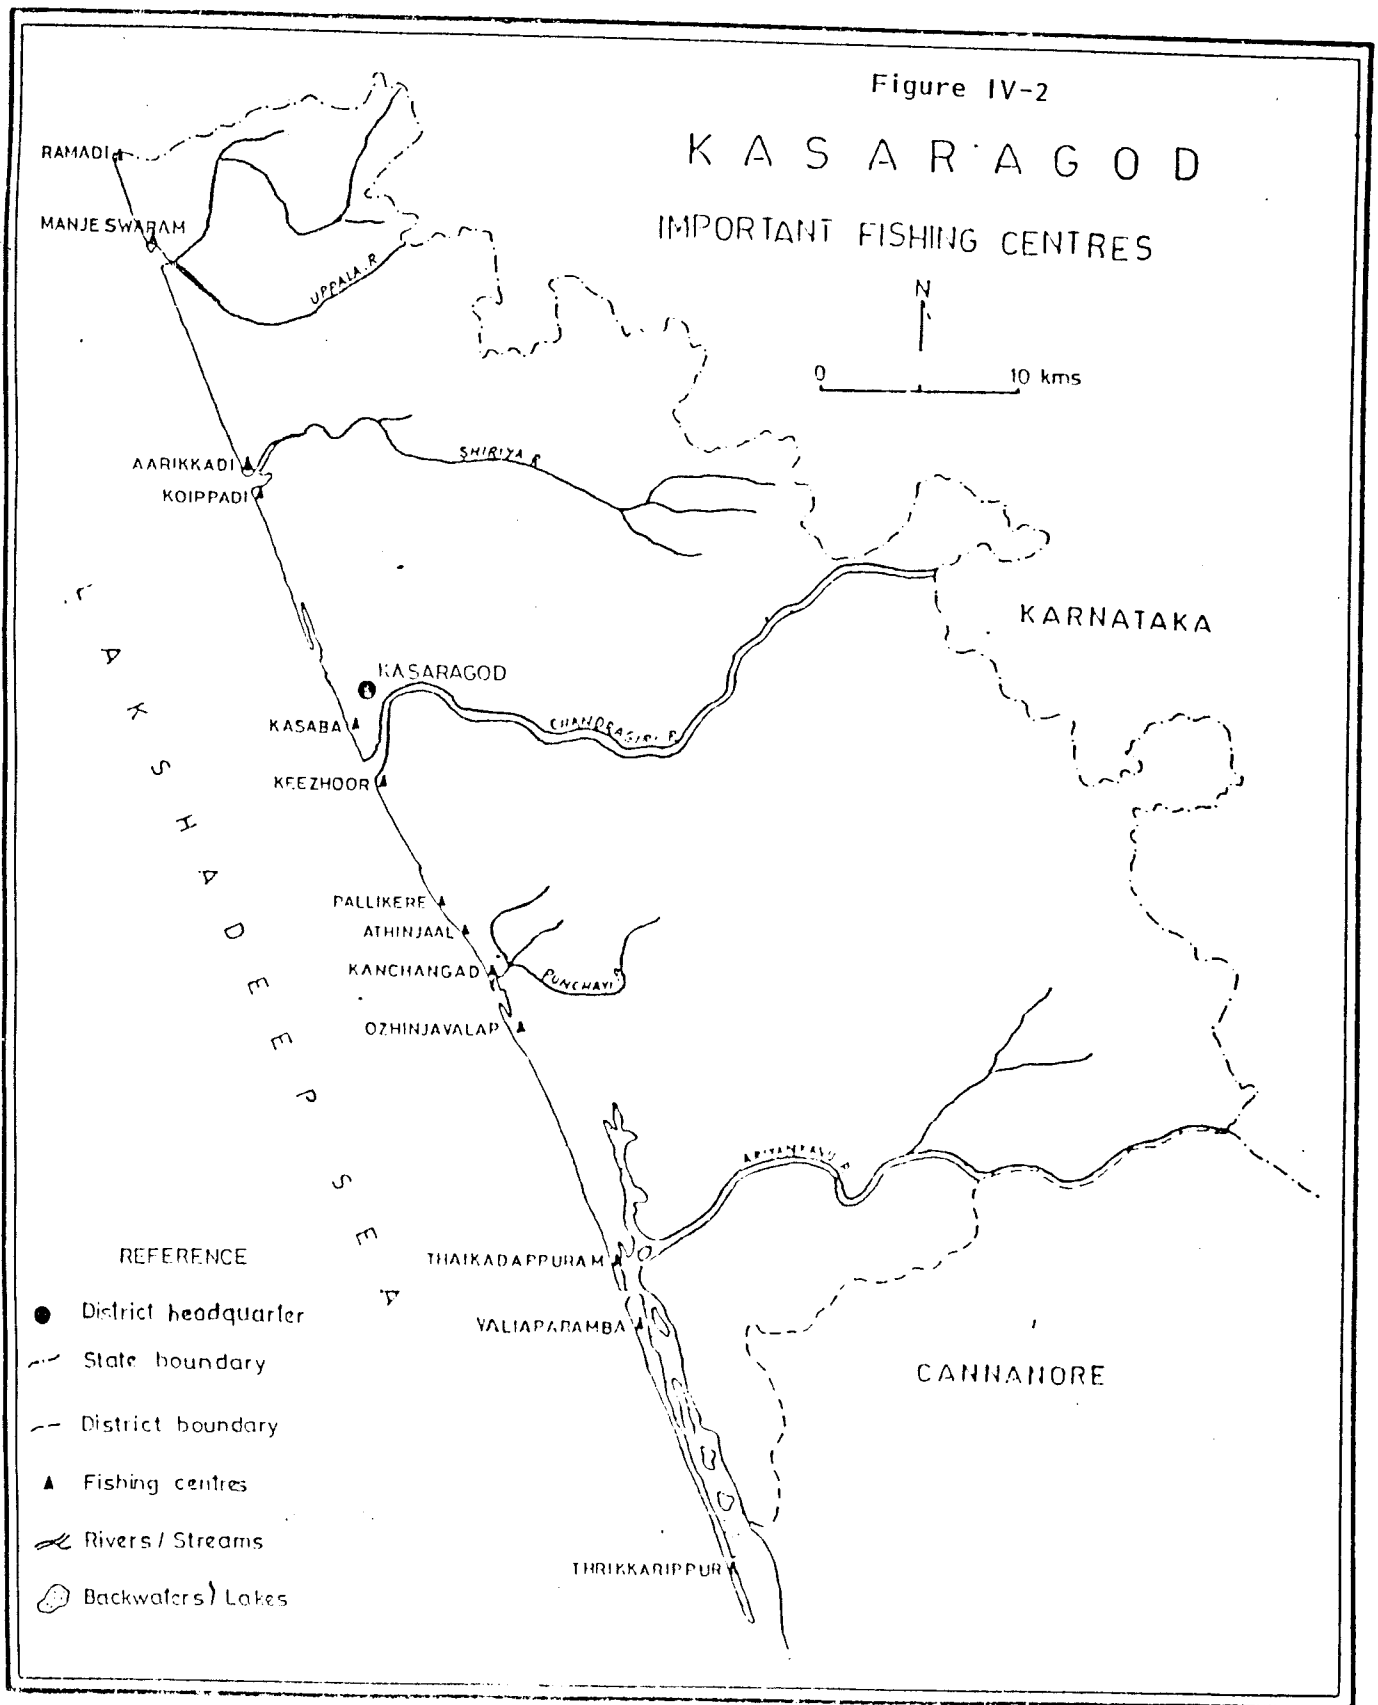 Figure IV-2
KASARAGOD
IMPORTANT FISHING CENTRES
N
0 10 kms
RAMADI
MANJESWARAM
UPPALA.R
AARIKKADI
KOIPPADI
SHIRIYA R
KARNATAKA
KASARAGOD
KASABA
CHANDRAGIRI R
KEEZHOOR
LAKSHADEEP SEA
PALLIKERE
ATHINJAAL
KANCHANGAD
PUNCHAYI
OZHINJAVALAP
THAIKADAPPURAM
VALIAPARAMBA
CANNANORE
THRIKKARIPPUR
REFERENCE
District headquarter
State boundary
District boundary
Fishing centres
Rivers / Streams
Backwaters) Lakes